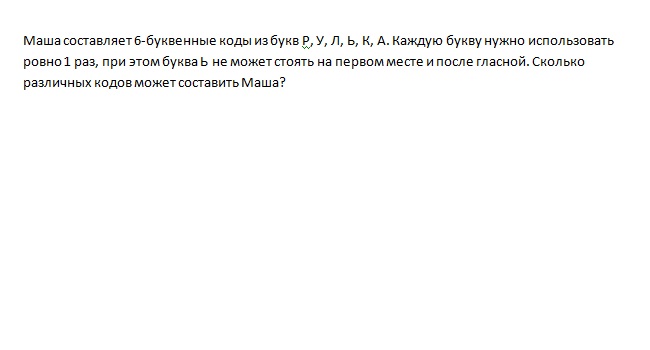 Маша составляет 6-буквенные коды из букв Р, У, Л, Ь, К, А. Каждую букву нужно использовать
ровно 1 раз, при этом буква Ь не может стоять на первом месте и после гласной. Сколько
различных кодов может составить Маша?